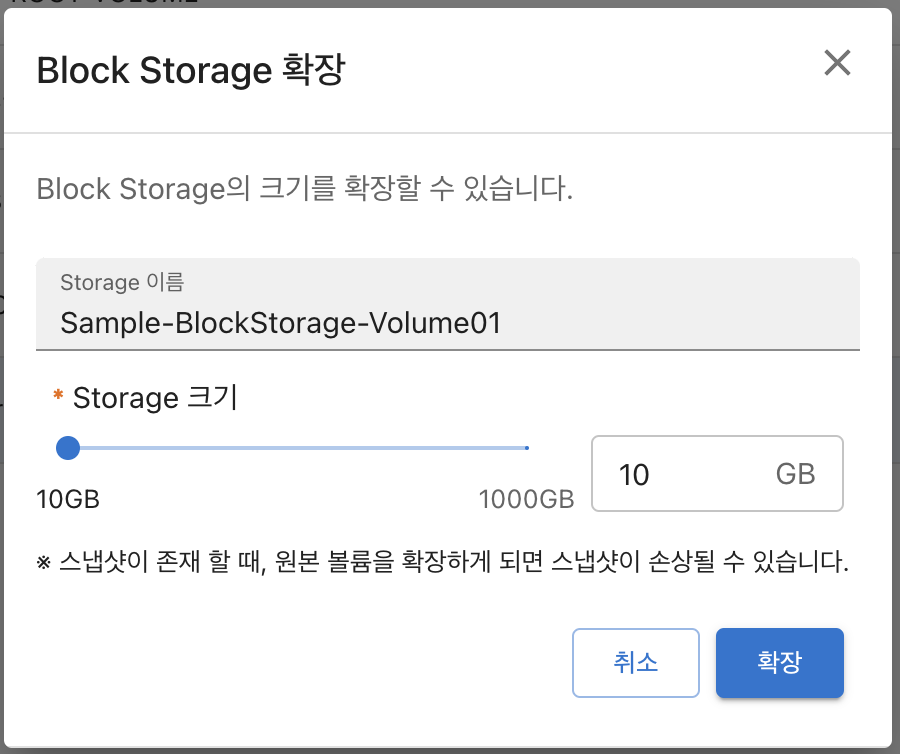 Block Storage 확장
Block Storage의 크기를 확장할 수 있습니다.
Storage 이름
Sample-BlockStorage-Volume01
* Storage 크기
10 GB
10GB 1000GB
※ 스냅샷이 존재 할 때, 원본 볼륨을 확장하게 되면 스냅샷이 손상될 수 있습니다.
취소 확장